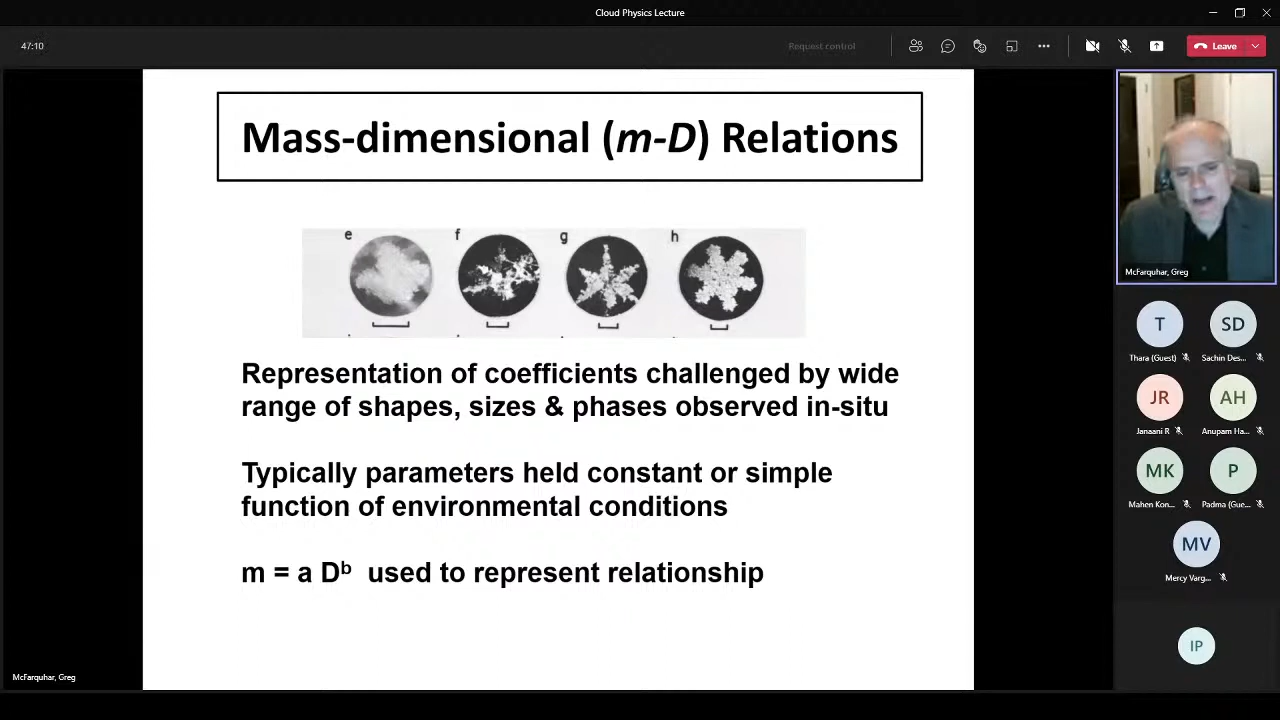 Cloud Physics Lecture
47:10
Request control
Leave
Mass-dimensional (m-D) Relations
e f g h
Representation of coefficients challenged by wide
range of shapes, sizes & phases observed in-situ
Typically parameters held constant or simple
function of environmental conditions
m = a Dᵇ used to represent relationship
McFarquhar, Greg
McFarquhar, Greg
T SD
Thara (Guest) Sachin Des...
JR AH
Janaani R Anupam Ha...
MK P
Mahen Kon... Padma (Gue...
MV
Mercy Varg...
IP